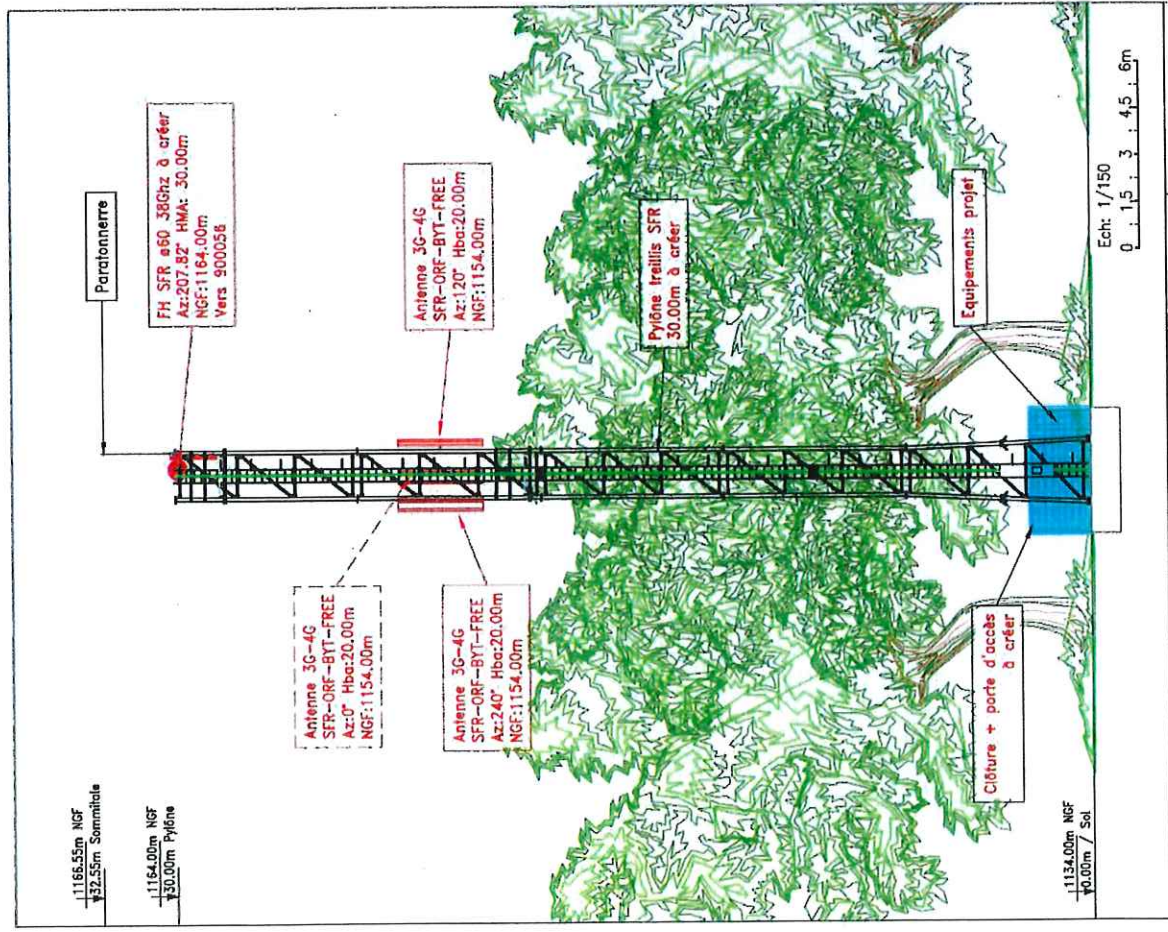 Paratonnerre
FH SFR ø60 38Ghz à créer
Az:207.82° HMA: 30.00m
NGF:1164.00m
Vers 900056
Antenne 3G-4G
SFR-ORF-BYT-FREE
Az:120° Hba:20.00m
NGF:1154.00m
Pylône treillis SFR
30.00m à créer
Equipements projet
Echt 1/150
0 1,5 3 4,5 6m
Antenne 3G-4G
SFR-ORF-BYT-FREE
Az:0° Hba:20.00m
NGF:1154.00m
Antenne 3G-4G
SFR-ORF-BYT-FREE
Az:240° Hba:20.00m
NGF:1154.00m
Clôture + porte d'accès
à créer
1166.55m NGF
32.55m Sommitale
1164.00m NGF
30.00m Pylône
1134.00m NGF
0.00m / Sol